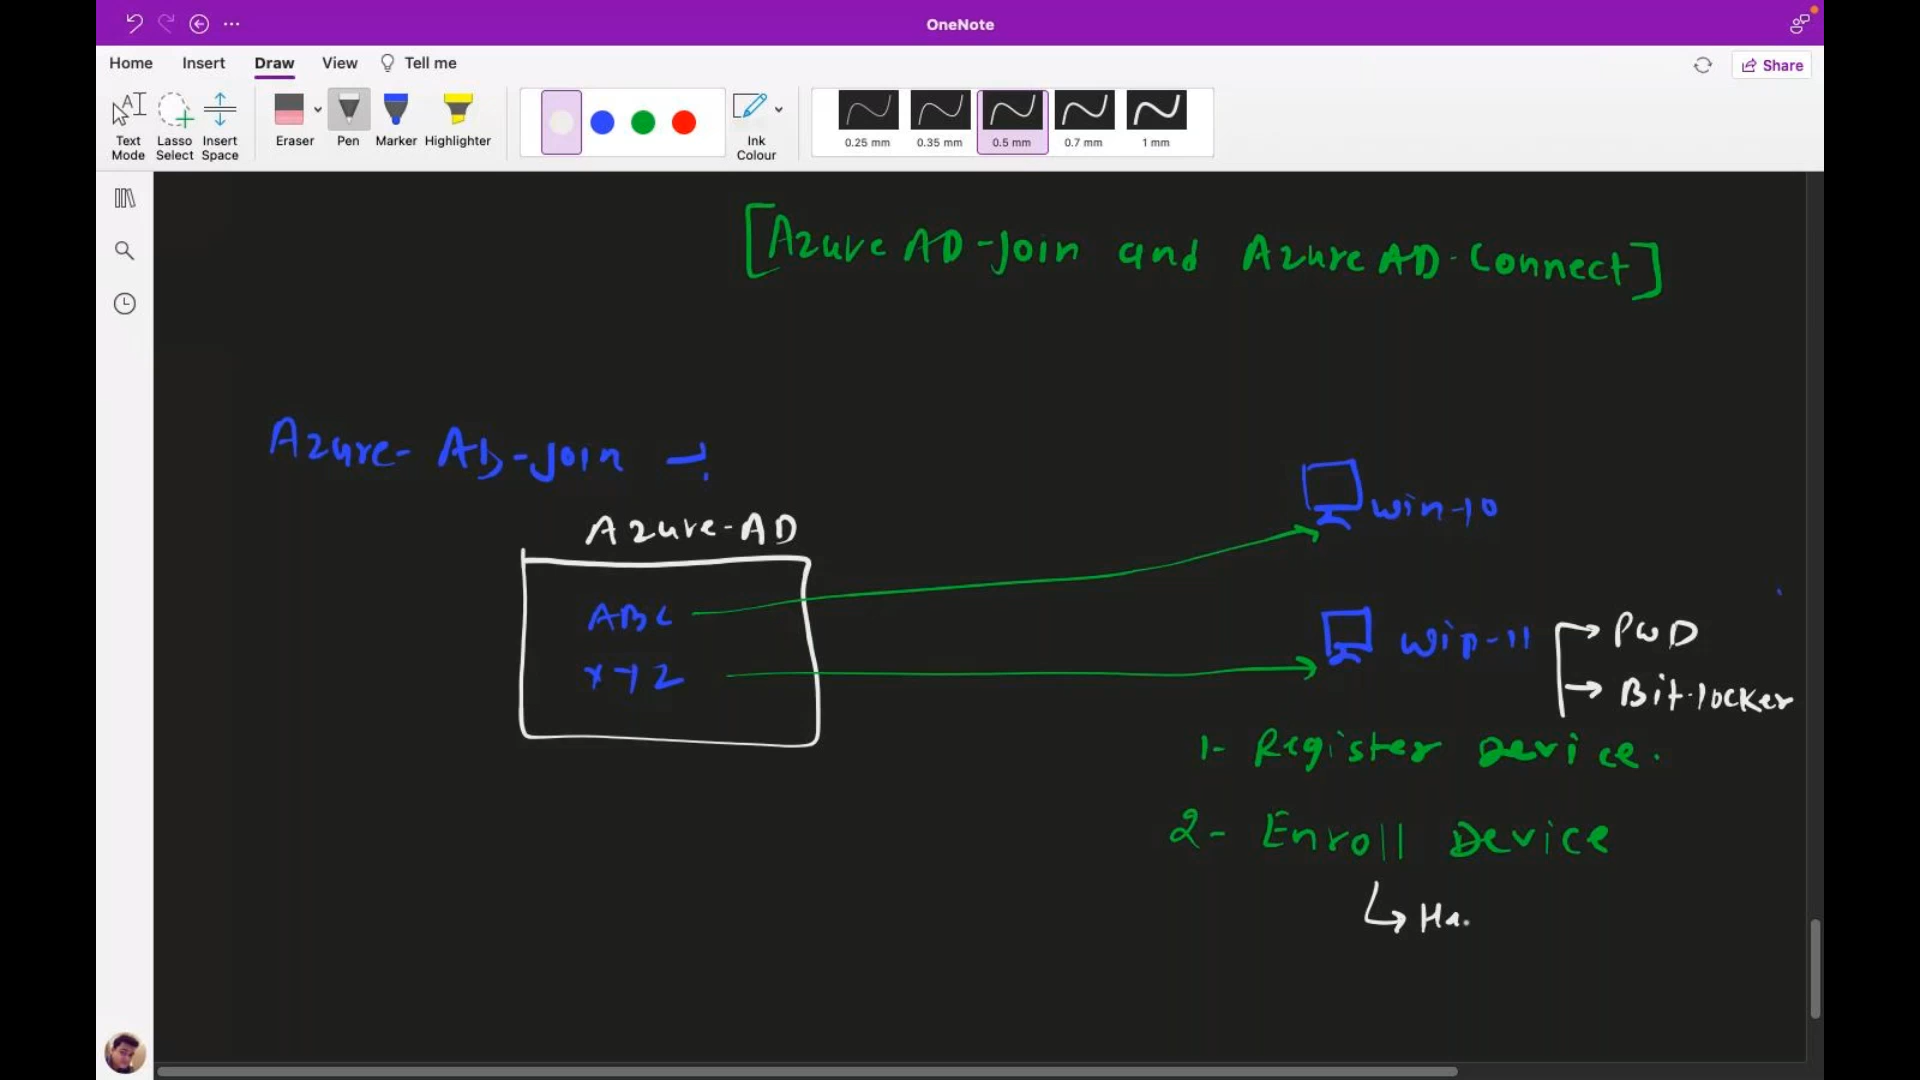 OneNote
Home Insert Draw View Tell me
Share
Text Mode
Lasso Select
Insert Space
Eraser
Pen
Marker
Highlighter
Ink Colour
0.25 mm
0.35 mm
0.5 mm
0.7 mm
1 mm
[Azure AD-Join and Azure AD-Connect]
Azure-AD-Join
Azure-AD
win-10
ABC
win-11
PWD
XYZ
Bit-locker
1- Register Device.
2- Enroll Device
Ha.